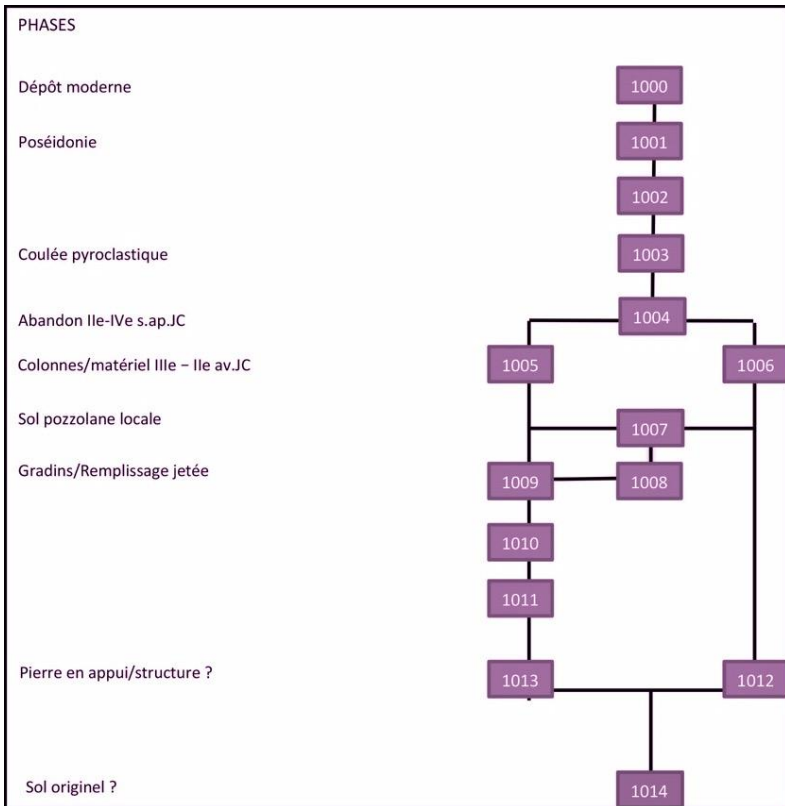 PHASES
Dépôt moderne 1000
Poséidonie 1001
1002
Coulée pyroclastique 1003
Abandon IIe-IVe s.ap.JC 1004
Colonnes/matériel IIIe – IIe av.JC 1005 1006
Sol pozzolane locale 1007
Gradins/Remplissage jetée 1009 1008
1010
1011
Pierre en appui/structure ? 1013 1012
Sol originel ? 1014